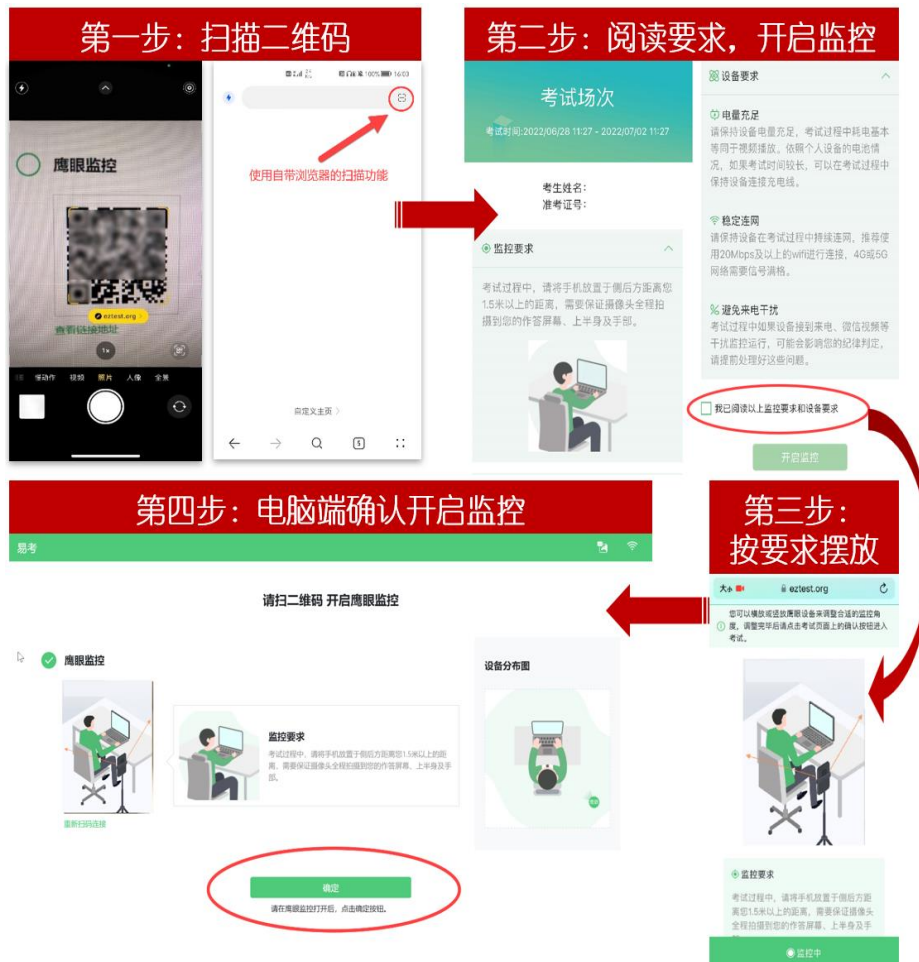 第一步：扫描二维码
鹰眼监控
eztest.org
查看链接地址
1x
慢动作 视频 照片 人像 全景
100% 16:03
使用自带浏览器的扫描功能
自定义主页
5
第二步：阅读要求，开启监控
考试场次
考试时间:2022/06/28 11:27 - 2022/07/02 11:27
考生姓名：
准考证号：
监控要求
考试过程中，请将手机放置于侧后方距离您
1.5米以上的距离，需要保证摄像头全程拍
摄到您的作答屏幕、上半身及手部。
设备要求
电量充足
请保持设备电量充足，考试过程中耗电基本
等同于视频播放。依照个人设备的电池情
况，如果考试时间较长，可以在考试过程中
保持设备连接充电线。
稳定连网
请保持设备在考试过程中持续连网，推荐使
用20Mbps及以上的wifi进行连接，4G或5G
网络需要信号满格。
避免来电干扰
考试过程中如果设备接到来电、微信视频等
干扰监控运行，可能会影响您的纪律判定，
请提前处理好这些问题。
我已阅读以上监控要求和设备要求
开启监控
第三步：
按要求摆放
大小
eztest.org
您可以横放或竖放鹰眼设备来调整合适的监控角
度，调整完毕后请点击考试页面上的确认按钮进入
考试。
监控要求
考试过程中，请将手机放置于侧后方距
离您1.5米以上的距离，需要保证摄像头
全程拍摄到您的作答屏幕、上半身及手
监控中
第四步：电脑端确认开启监控
易考
请扫二维码 开启鹰眼监控
鹰眼监控
重新扫码连接
监控要求
考试过程中，请将手机放置于侧后方距离您1.5米以上的距
离，需要保证摄像头全程拍摄到您的作答屏幕、上半身及手
部。
设备分布图
确定
请在鹰眼监控打开后，点击确定按钮。